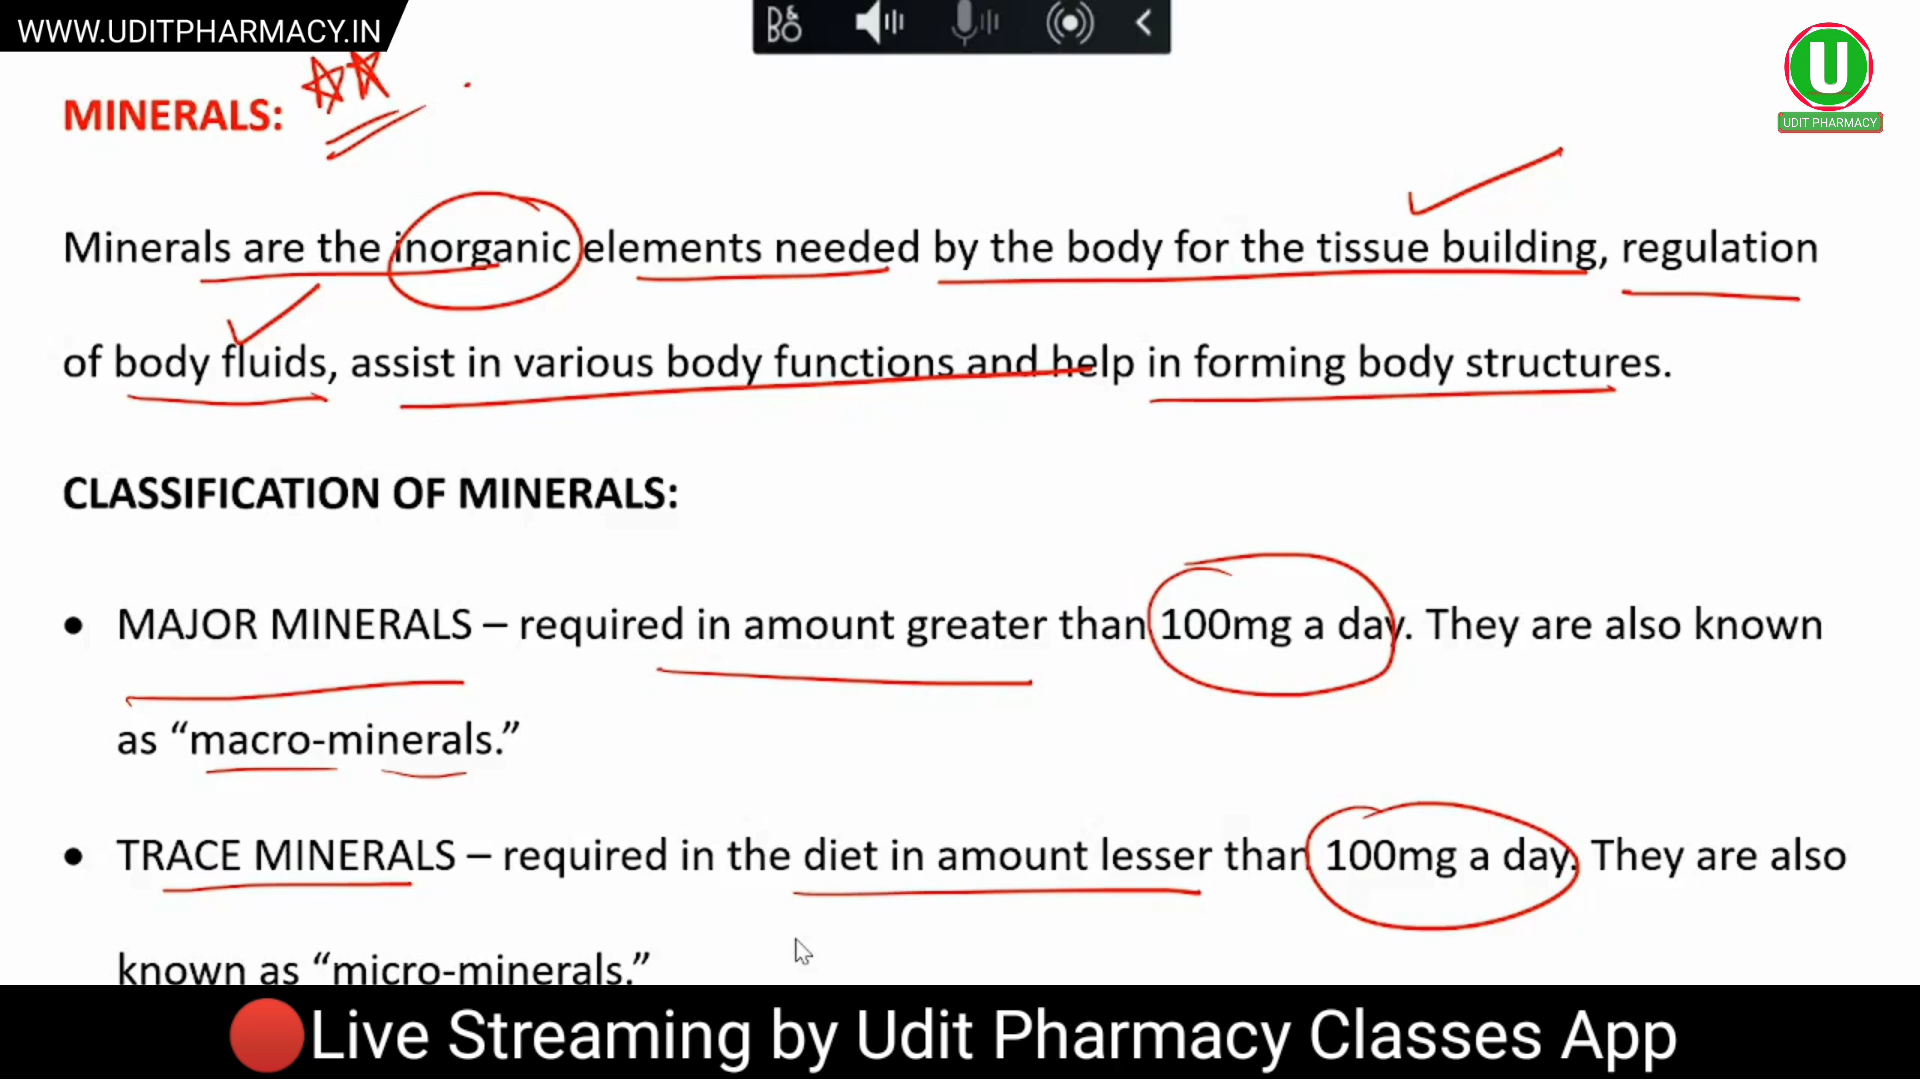 WWW.UDITPHARMACY.IN
U
UDIT PHARMACY
MINERALS:
Minerals are the inorganic elements needed by the body for the tissue building, regulation
of body fluids, assist in various body functions and help in forming body structures.
CLASSIFICATION OF MINERALS:
• MAJOR MINERALS – required in amount greater than 100mg a day. They are also known
as “macro-minerals.”
• TRACE MINERALS – required in the diet in amount lesser than 100mg a day. They are also
known as “micro-minerals.”
Live Streaming by Udit Pharmacy Classes App